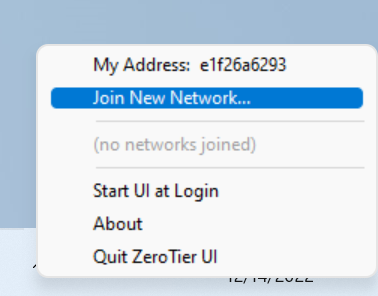 My Address: e1f26a6293
Join New Network...
(no networks joined)
Start UI at Login
About
Quit ZeroTier UI
12/14/2022